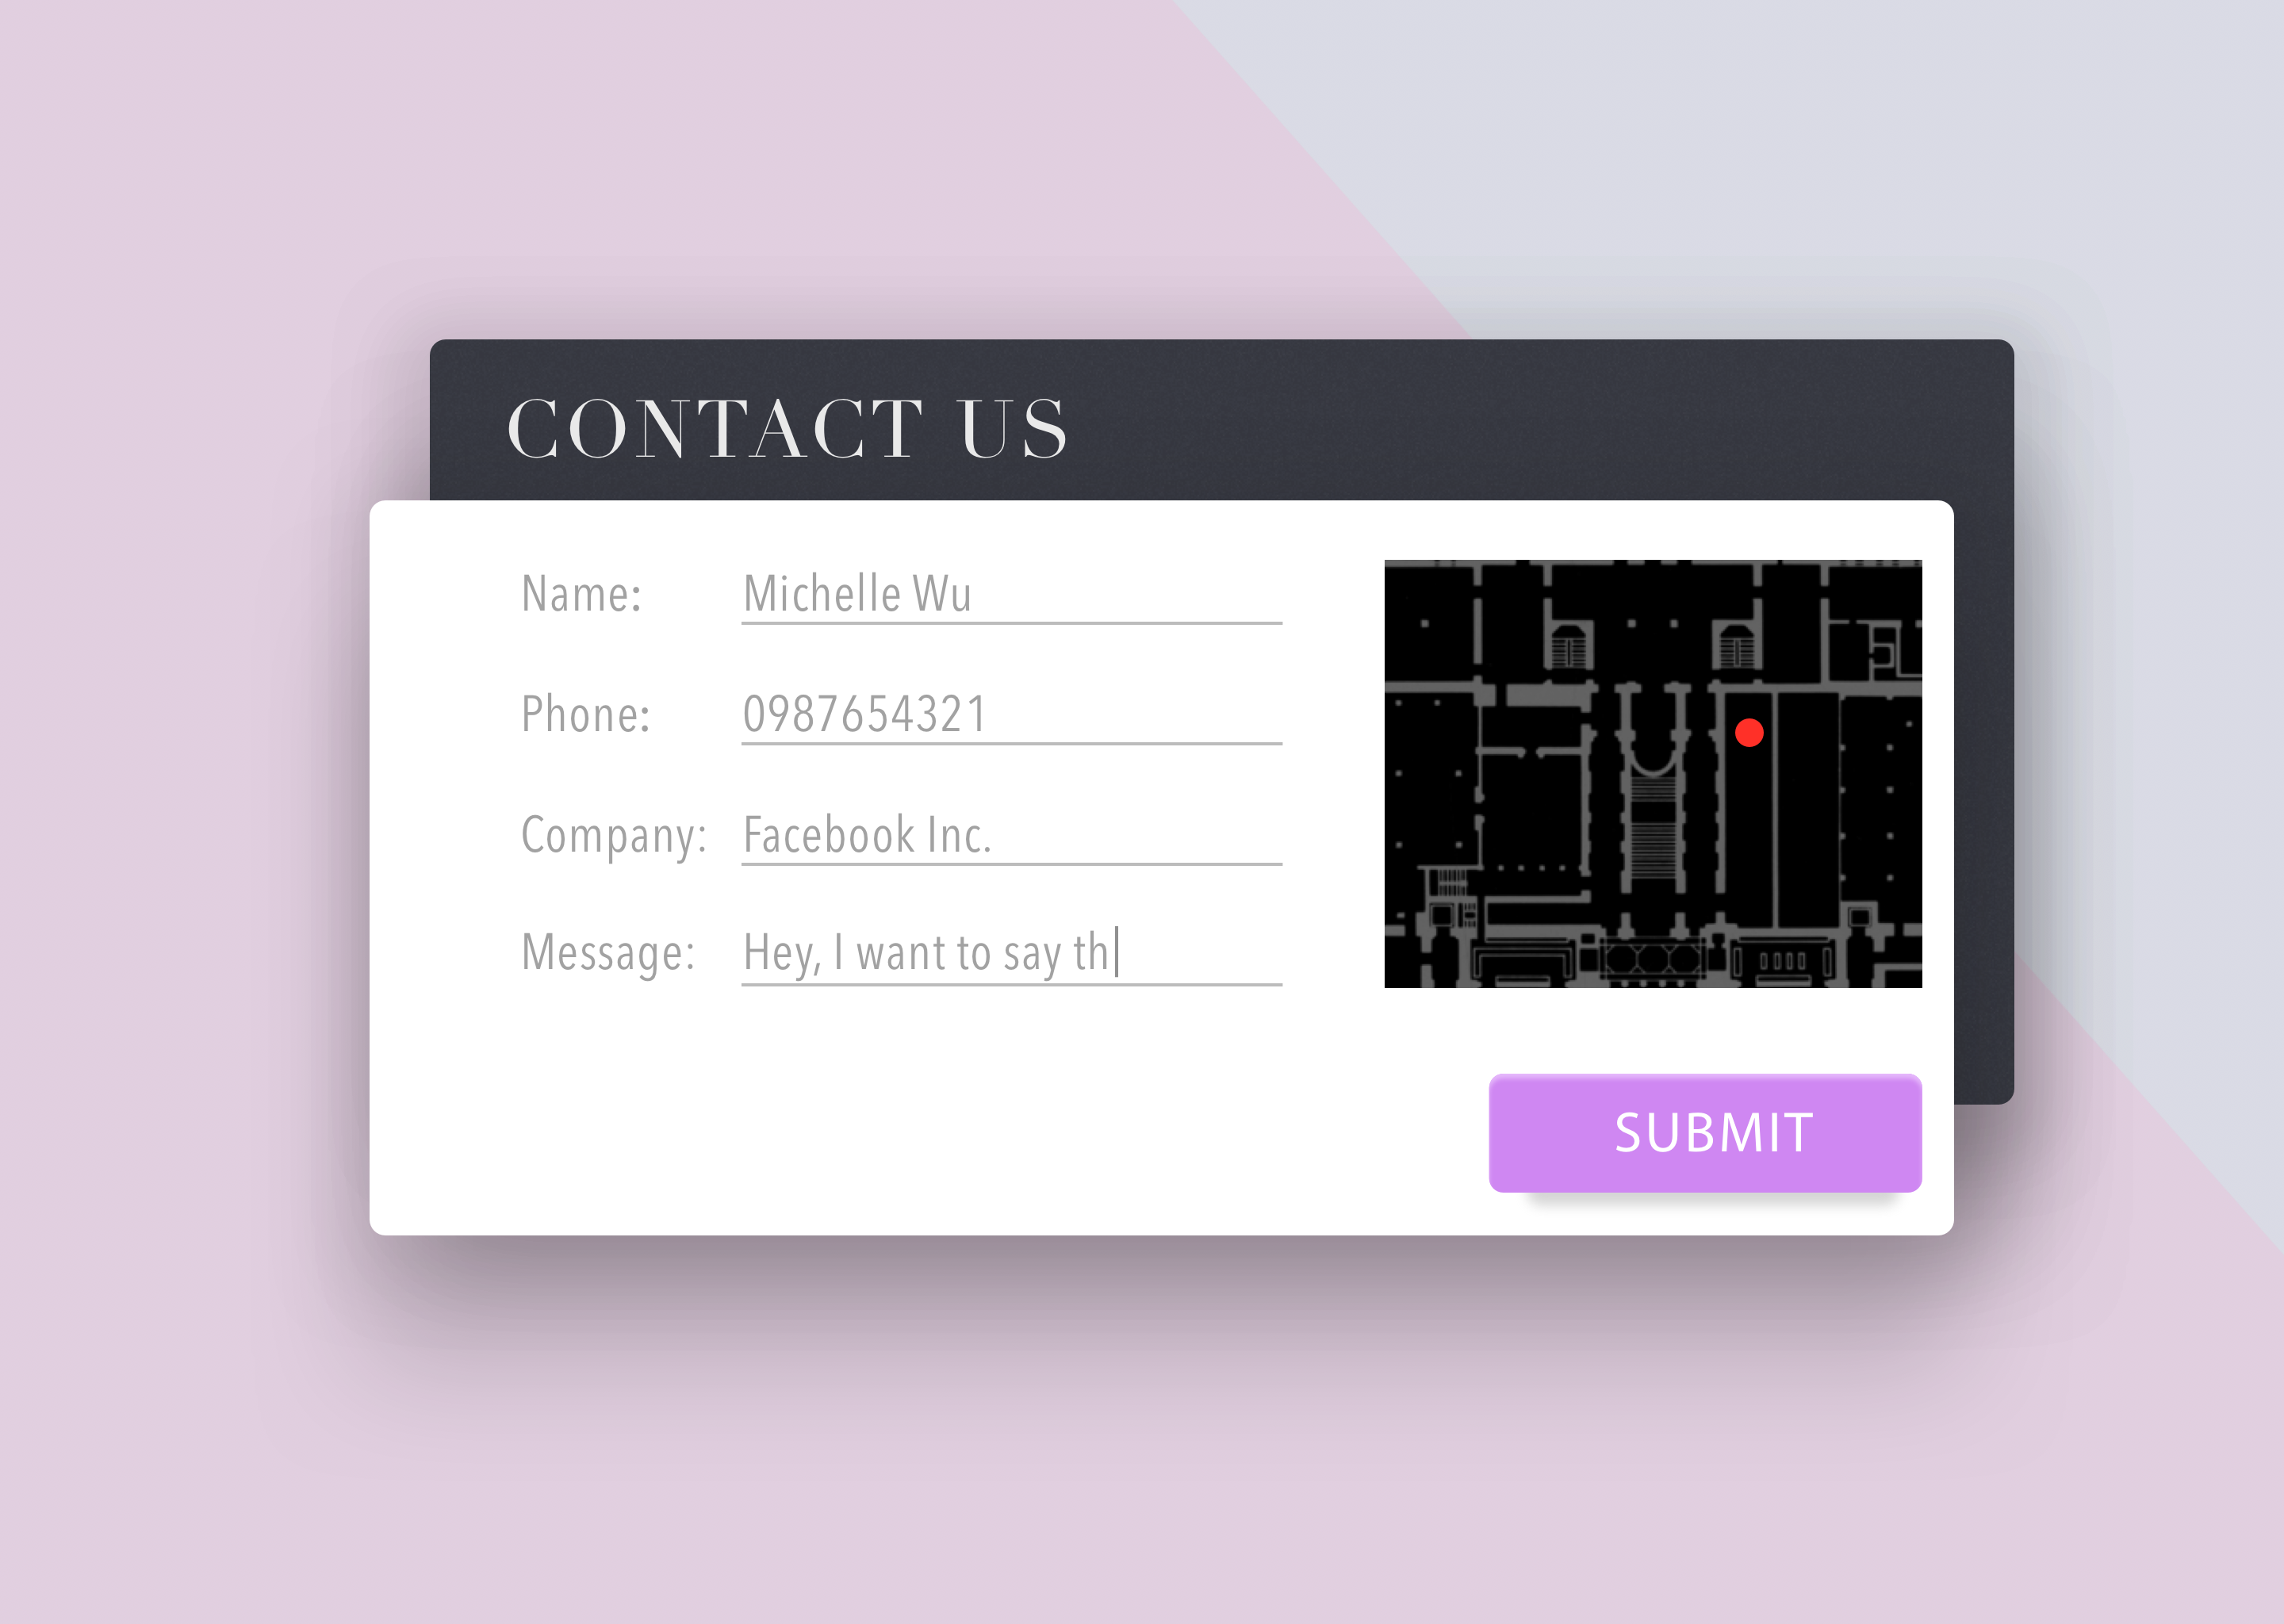 CONTACT US
Name: Michelle Wu
Phone: 0987654321
Company: Facebook Inc.
Message: Hey, I want to say th
SUBMIT